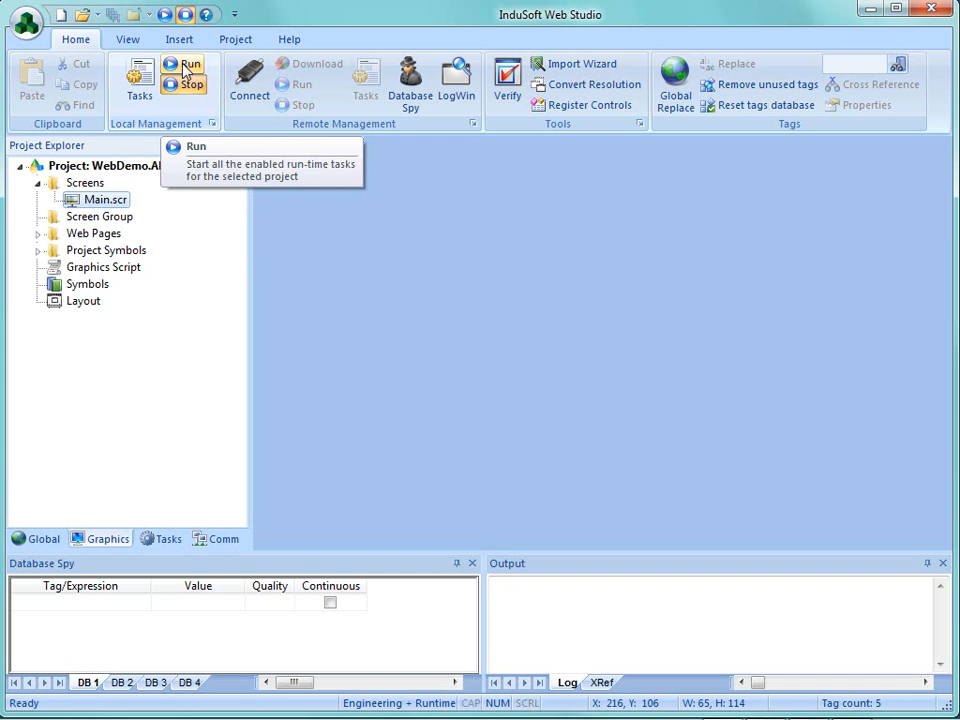 InduSoft Web Studio
Home View Insert Project Help
Paste
Cut
Copy
Find
Clipboard
Tasks
Run
Stop
Local Management
Connect
Download
Run
Stop
Tasks
Database
Spy
LogWin
Remote Management
Verify
Import Wizard
Convert Resolution
Register Controls
Tools
Global
Replace
Replace
Remove unused tags
Reset tags database
Cross Reference
Properties
Tags
Run
Start all the enabled run-time tasks
for the selected project
Project Explorer
Project: WebDemo.A
Screens
Main.scr
Screen Group
Web Pages
Project Symbols
Graphics Script
Symbols
Layout
Global Graphics Tasks Comm
Database Spy
Tag/Expression Value Quality Continuous
DB 1 DB 2 DB 3 DB 4
Output
Log XRef
Ready Engineering + Runtime CAP NUM SCRL X: 216, Y: 106 W: 65, H: 114 Tag count: 5